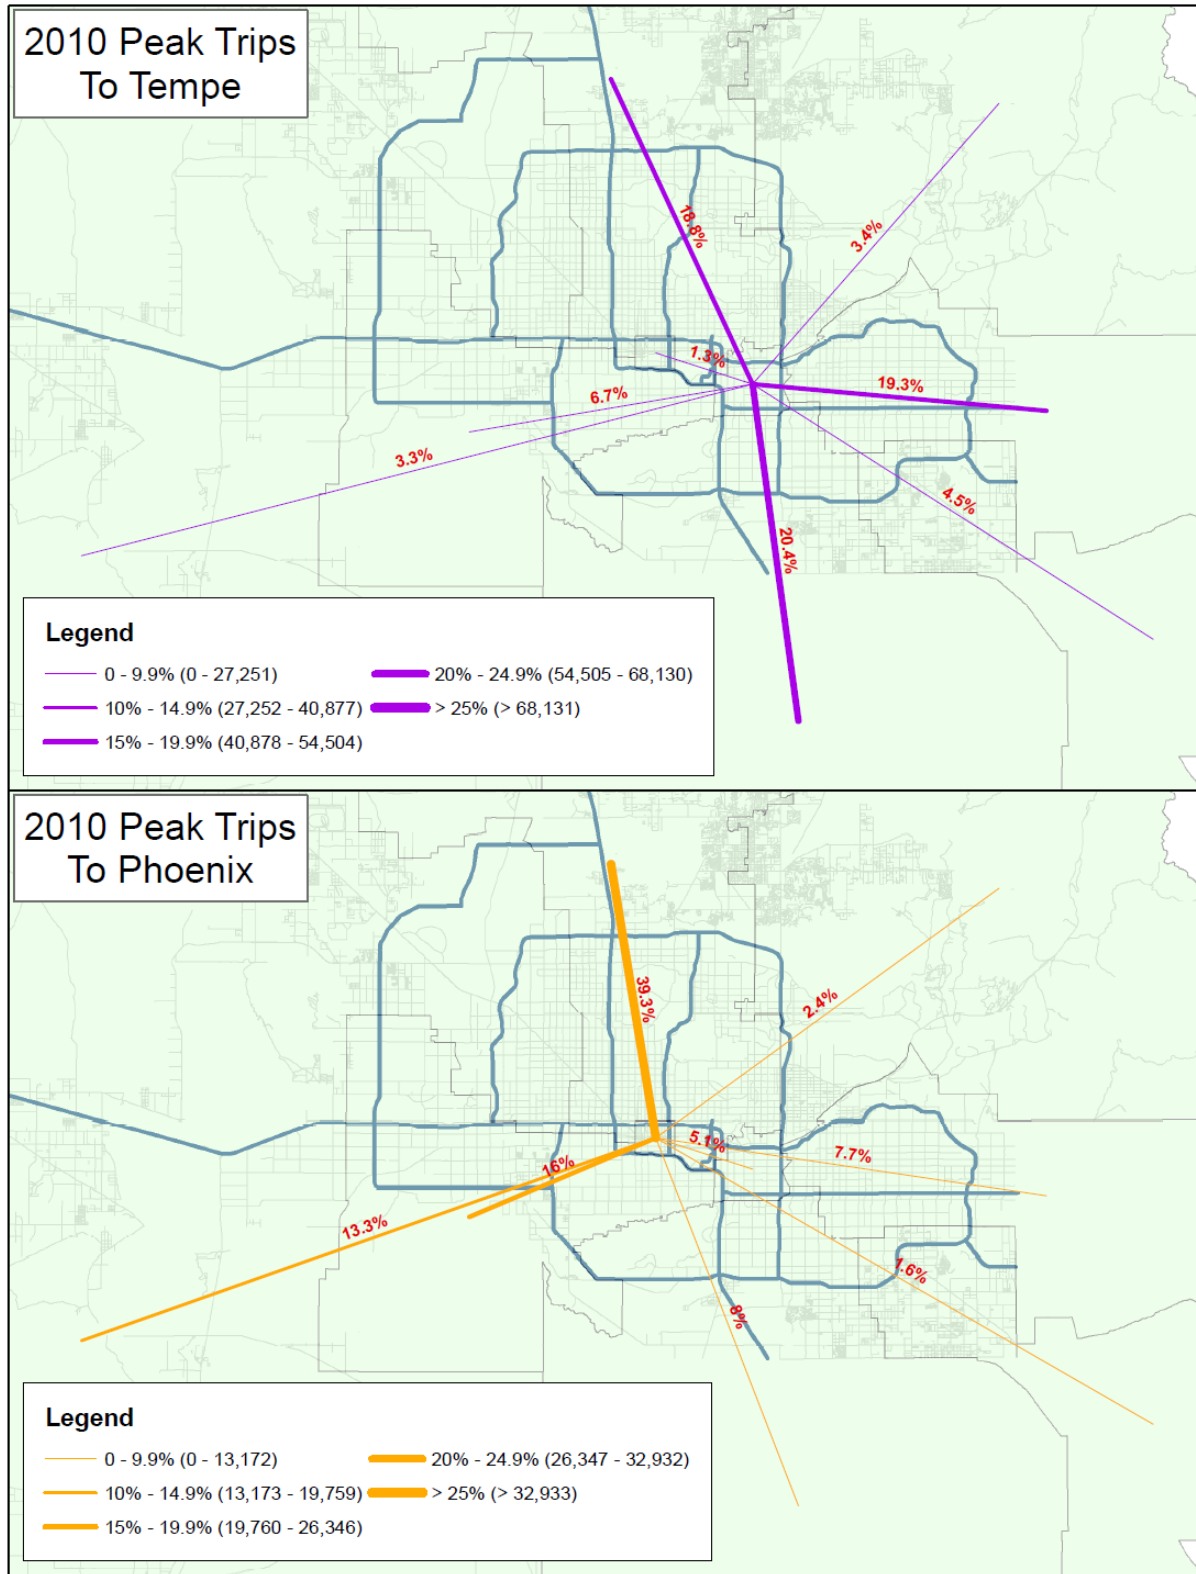 2010 Peak Trips
To Tempe
18.8%
3.4%
1.3%
19.3%
6.7%
3.3%
4.5%
20.4%
Legend
0 - 9.9% (0 - 27,251)
20% - 24.9% (54,505 - 68,130)
10% - 14.9% (27,252 - 40,877)
> 25% (> 68,131)
15% - 19.9% (40,878 - 54,504)
2010 Peak Trips
To Phoenix
39.3%
2.4%
5.1%
7.7%
16%
13.3%
1.6%
8%
Legend
0 - 9.9% (0 - 13,172)
20% - 24.9% (26,347 - 32,932)
10% - 14.9% (13,173 - 19,759)
> 25% (> 32,933)
15% - 19.9% (19,760 - 26,346)